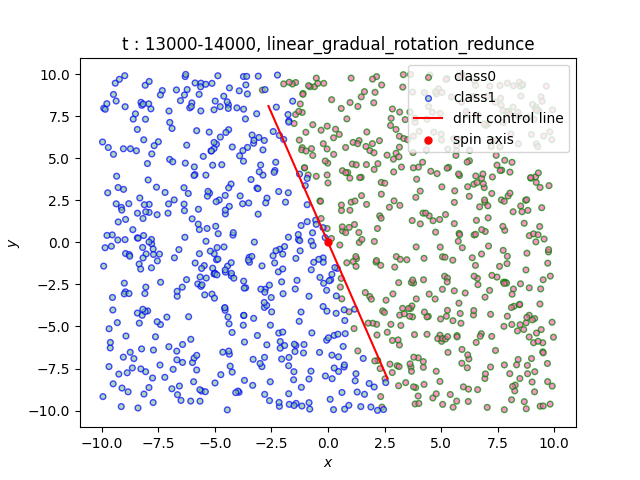 t : 13000-14000, linear_gradual_rotation_redunce
class0
class1
drift control line
spin axis
10.0
7.5
5.0
2.5
0.0
−2.5
−5.0
−7.5
−10.0
y
−10.0 −7.5 −5.0 −2.5 0.0 2.5 5.0 7.5 10.0
x